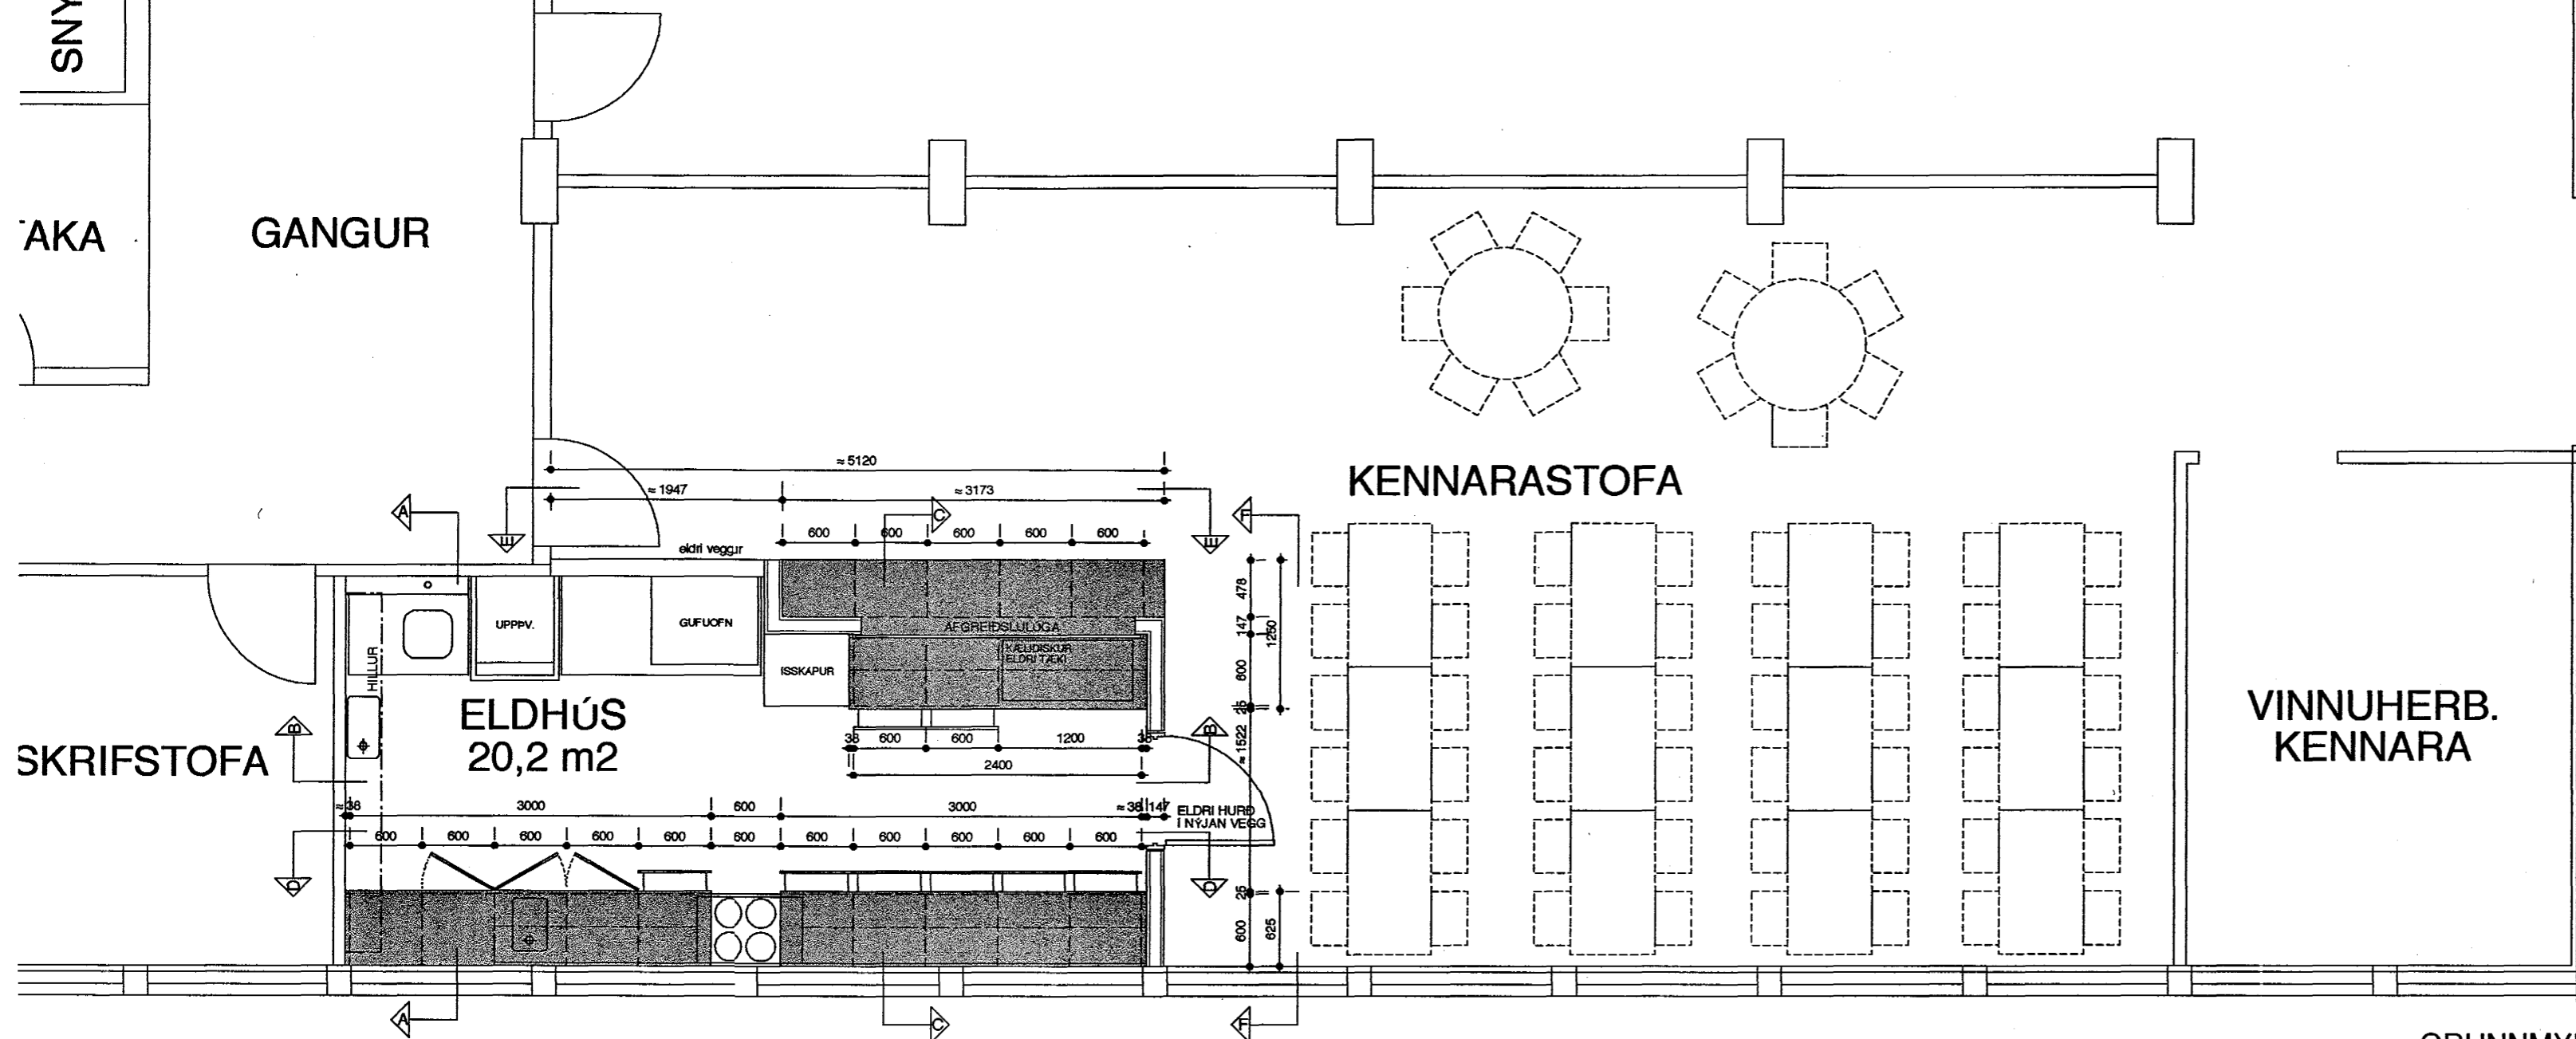 SNY
TAKA
GANGUR
≈ 5120
KENNARASTOFA
≈ 1947
≈ 3173
A
C
F
E
E
600
600
600
600
600
eldri veggur
478
147
1250
600
25
≈ 1522
25
600
625
UPPÞV.
GUFUOFN
AFGREIÐSLULÚGA
KÆLIDISKUR
ELDRI TÆKI
HILLUR
ÍSSKÁPUR
ELDHÚS
20,2 m2
SKRIFSTOFA
VINNUHERB.
KENNARA
B
B
38
600
600
1200
38
2400
≈ 38
3000
600
3000
≈ 38
147
ELDRI HURÐ
Í NÝJAN VEGG
600
600
600
600
600
600
600
600
600
600
600
D
D
A
C
F